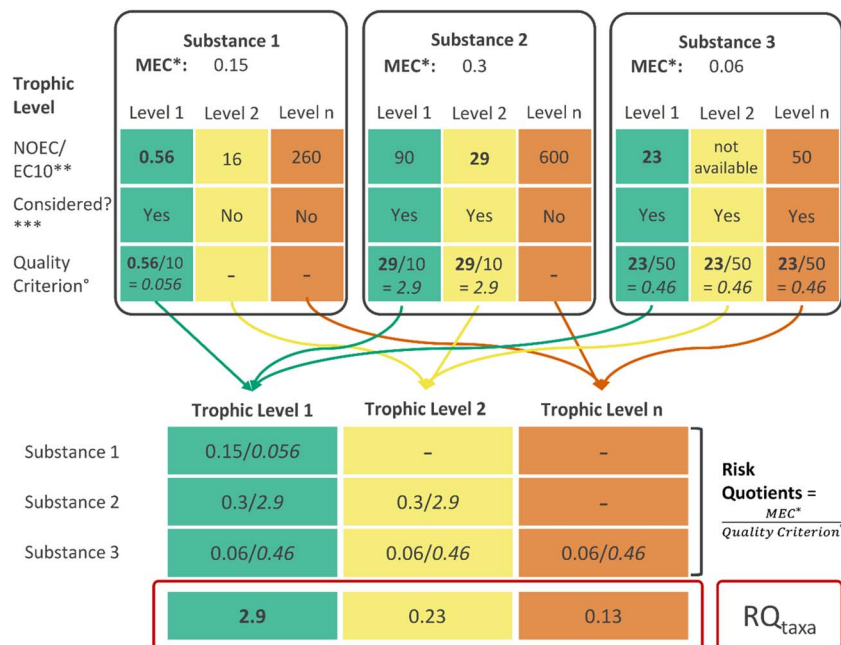 Substance 1
MEC*: 0.15
Substance 2
MEC*: 0.3
Substance 3
MEC*: 0.06
Trophic
Level
Level 1 Level 2 Level n
Level 1 Level 2 Level n
Level 1 Level 2 Level n
NOEC/
EC10**
0.56 16 260
90 29 600
23 not
available 50
Considered?
***
Yes No No
Yes Yes No
Yes Yes Yes
Quality
Criterion°
0.56/10
= 0.056
–
–
29/10
= 2.9
29/10
= 2.9
–
23/50
= 0.46
23/50
= 0.46
23/50
= 0.46
Trophic Level 1 Trophic Level 2 Trophic Level n
Substance 1 0.15/0.056 – –
Substance 2 0.3/2.9 0.3/2.9 –
Substance 3 0.06/0.46 0.06/0.46 0.06/0.46
Risk
Quotients =
MEC*
Quality Criterion°
2.9 0.23 0.13
RQtaxa